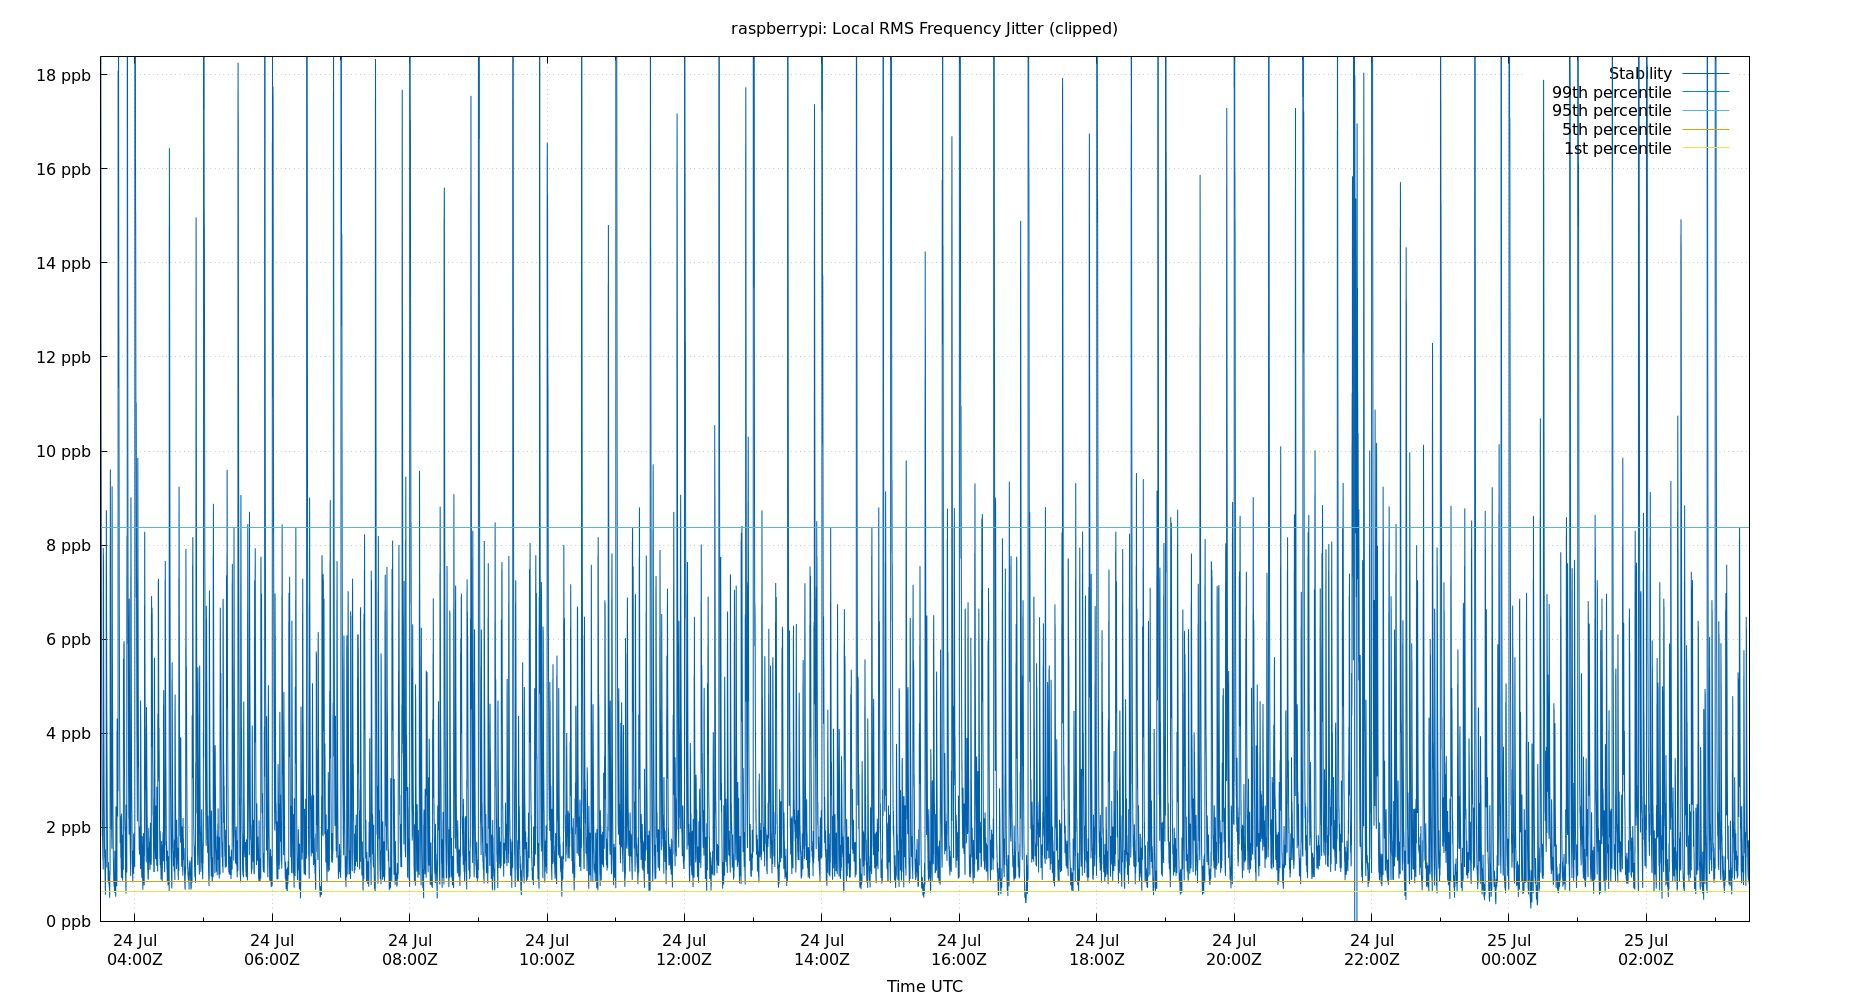 raspberrypi: Local RMS Frequency Jitter (clipped)
18 ppb
16 ppb
14 ppb
12 ppb
10 ppb
8 ppb
6 ppb
4 ppb
2 ppb
0 ppb
Stability
99th percentile
95th percentile
5th percentile
1st percentile
24 Jul 24 Jul 24 Jul 24 Jul 24 Jul 24 Jul 24 Jul 24 Jul 24 Jul 24 Jul 25 Jul 25 Jul
04:00Z 06:00Z 08:00Z 10:00Z 12:00Z 14:00Z 16:00Z 18:00Z 20:00Z 22:00Z 00:00Z 02:00Z
Time UTC